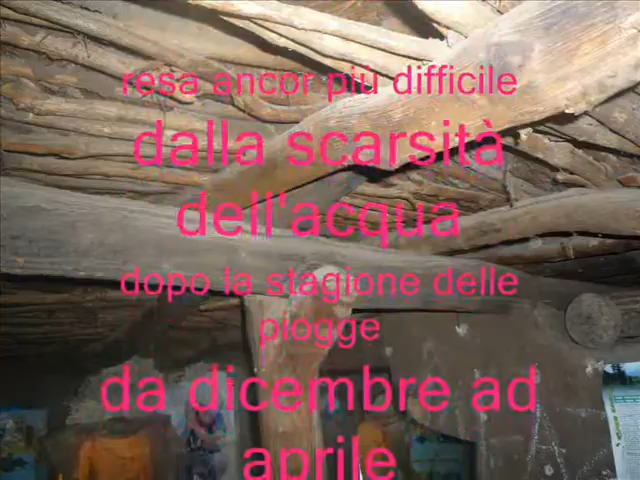 resa ancor più difficile
dalla scarsità
dell'acqua
dopo la stagione delle
piogge
da dicembre ad
aprile